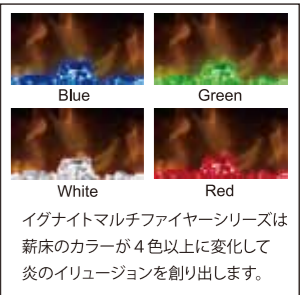 Blue
Green
White
Red
イグナイトマルチファイヤーシリーズは
薪床のカラーが４色以上に変化して
炎のイリュージョンを創り出します。